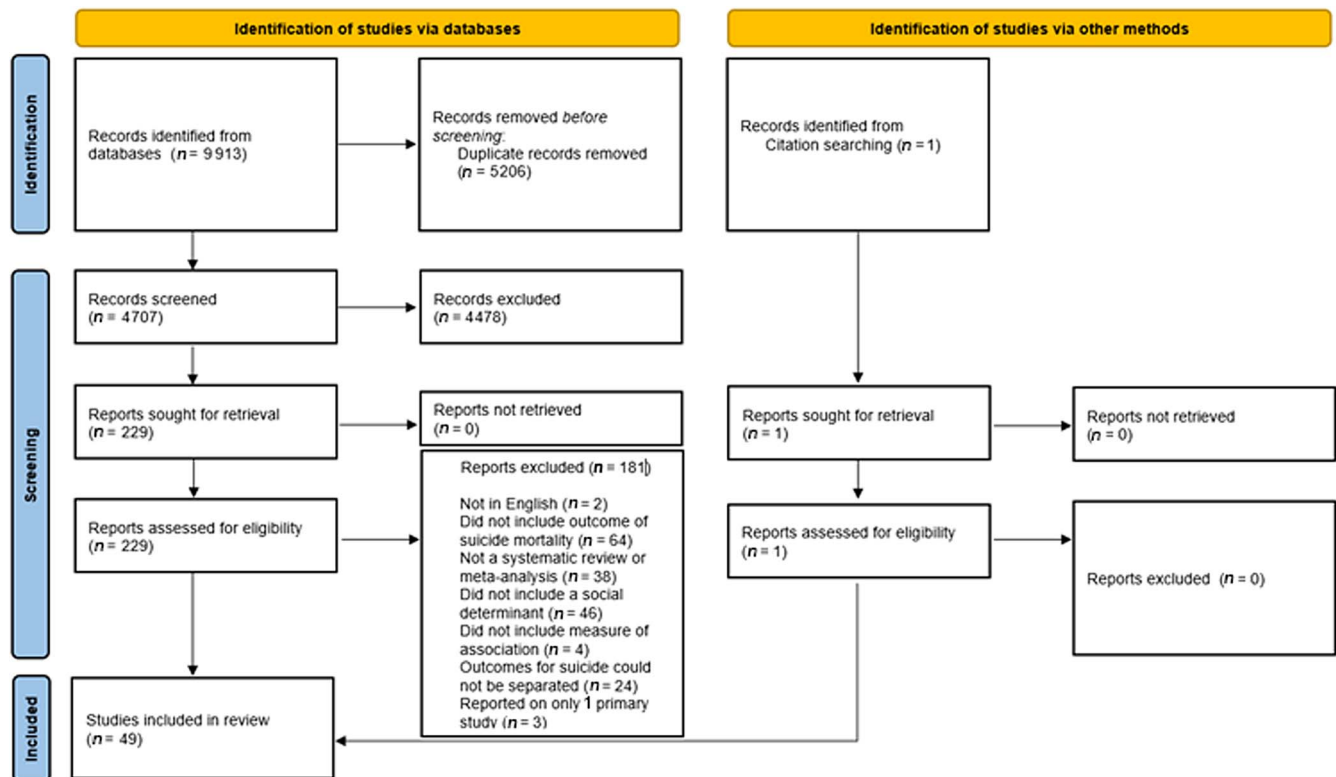 Identification of studies via databases
Identification of studies via other methods
Identification
Records identified from
databases (n = 9 913)
Records removed before
screening:
Duplicate records removed
(n = 5206)
Records identified from
Citation searching (n = 1)
Screening
Records screened
(n = 4707)
Records excluded
(n = 4478)
Reports sought for retrieval
(n = 229)
Reports not retrieved
(n = 0)
Reports sought for retrieval
(n = 1)
Reports not retrieved
(n = 0)
Reports assessed for eligibility
(n = 229)
Reports excluded (n = 181)
Not in English (n = 2)
Did not include outcome of
suicide mortality (n = 64)
Not a systematic review or
meta-analysis (n = 38)
Did not include a social
determinant (n = 46)
Did not include measure of
association (n = 4)
Outcomes for suicide could
not be separated (n = 24)
Reported on only 1 primary
study (n = 3)
Reports assessed for eligibility
(n = 1)
Reports excluded (n = 0)
Included
Studies included in review
(n = 49)